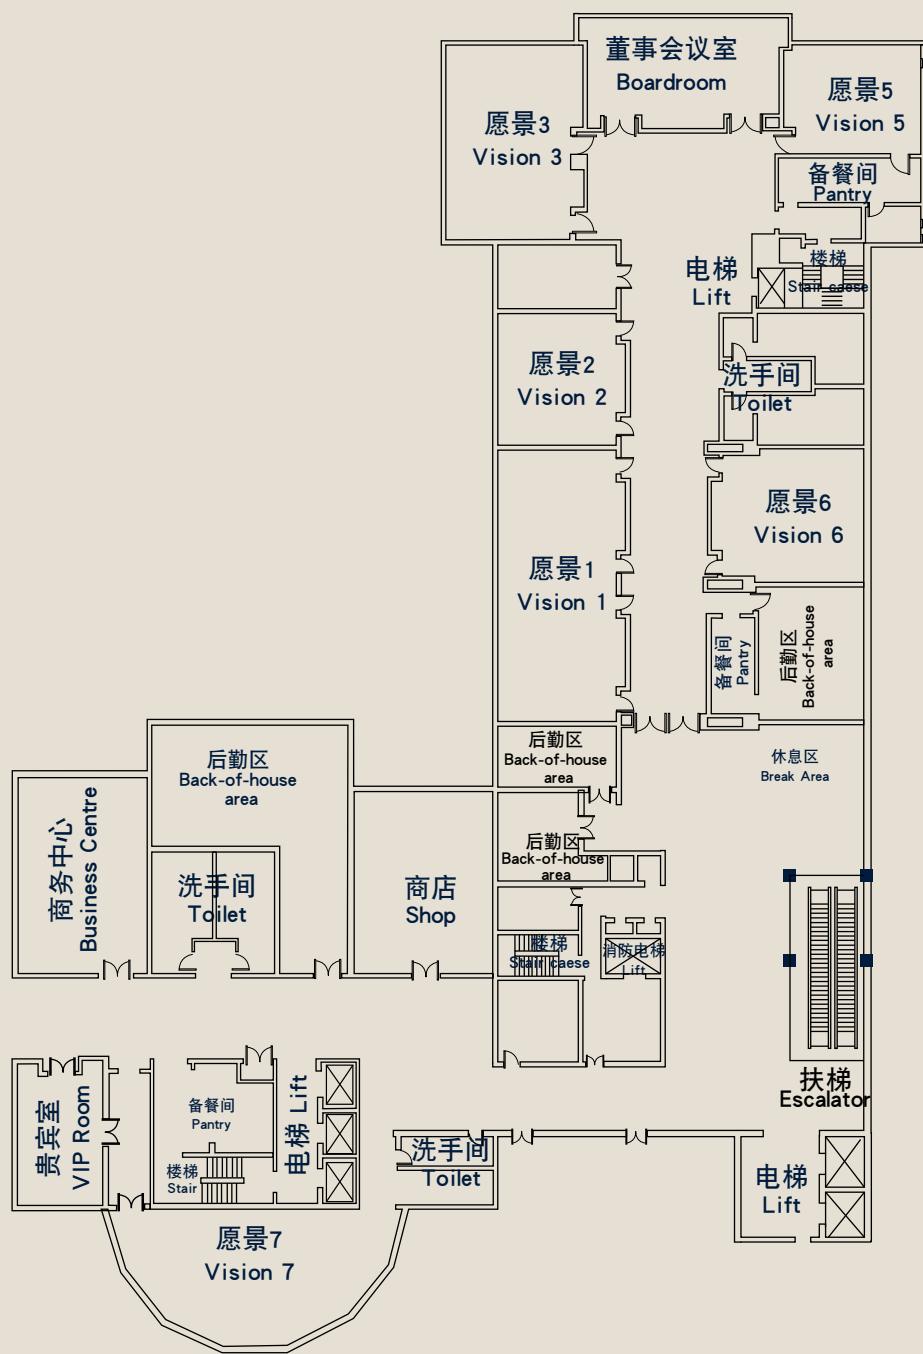 董事会议室
Boardroom
愿景3
Vision 3
愿景5
Vision 5
备餐间
Pantry
电梯
Lift
楼梯
Stair caese
愿景2
Vision 2
洗手间
Toilet
愿景6
Vision 6
愿景1
Vision 1
备餐间
Pantry
后勤区
Back-of-house
area
后勤区
Back-of-house
area
休息区
Break Area
后勤区
Back-of-house
area
商务中心
Business Centre
洗手间
Toilet
商店
Shop
后勤区
Back-of-house
area
楼梯
Stair caese
消防电梯
Lift
扶梯
Escalator
贵宾室
VIP Room
备餐间
Pantry
楼梯
Stair
电梯 Lift
洗手间
Toilet
电梯
Lift
愿景7
Vision 7